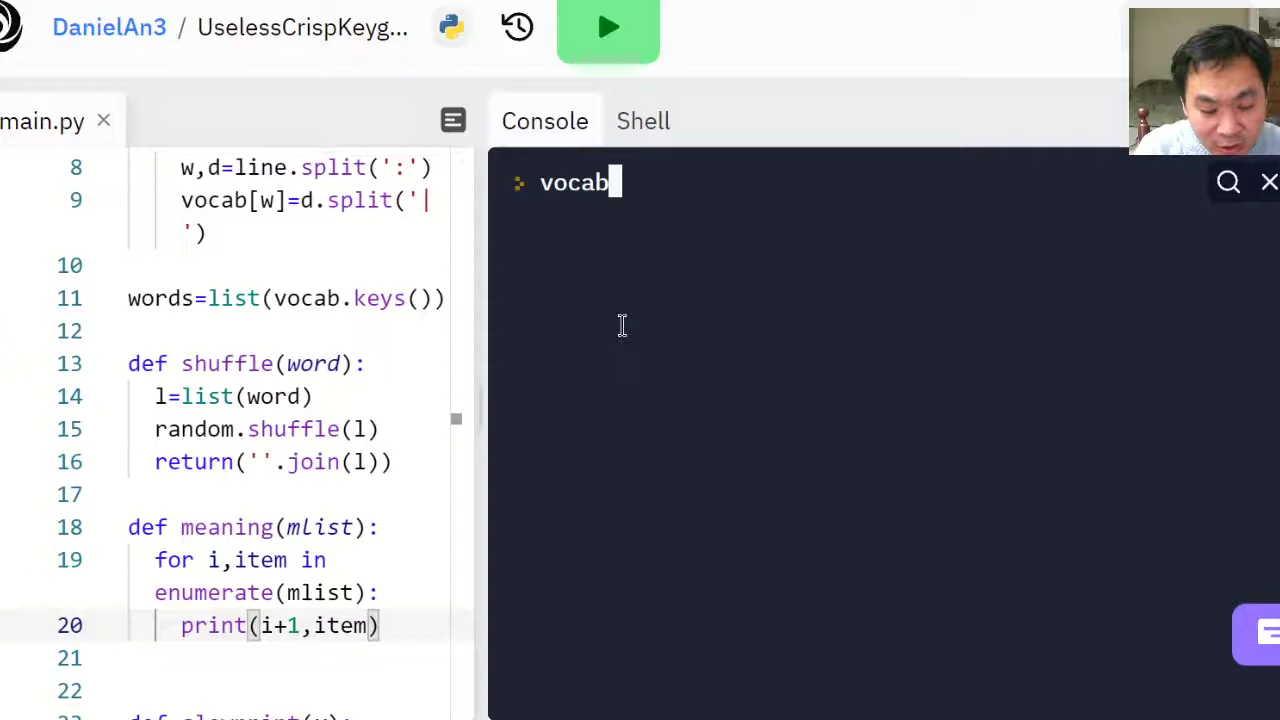 DanielAn3 / UselessCrispKeyg...
main.py
Console
Shell
8 w,d=line.split(':')
9 vocab[w]=d.split('|
')
10
11 words=list(vocab.keys())
12
13 def shuffle(word):
14 l=list(word)
15 random.shuffle(l)
16 return(''.join(l))
17
18 def meaning(mlist):
19 for i,item in
enumerate(mlist):
20 print(i+1,item)
21
22
vocab